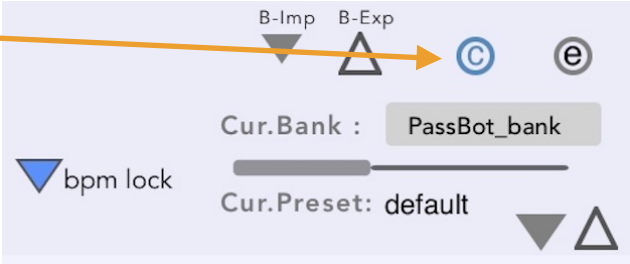 B-Imp B-Exp
© ⓔ
Cur.Bank : PassBot_bank
bpm lock
Cur.Preset: default